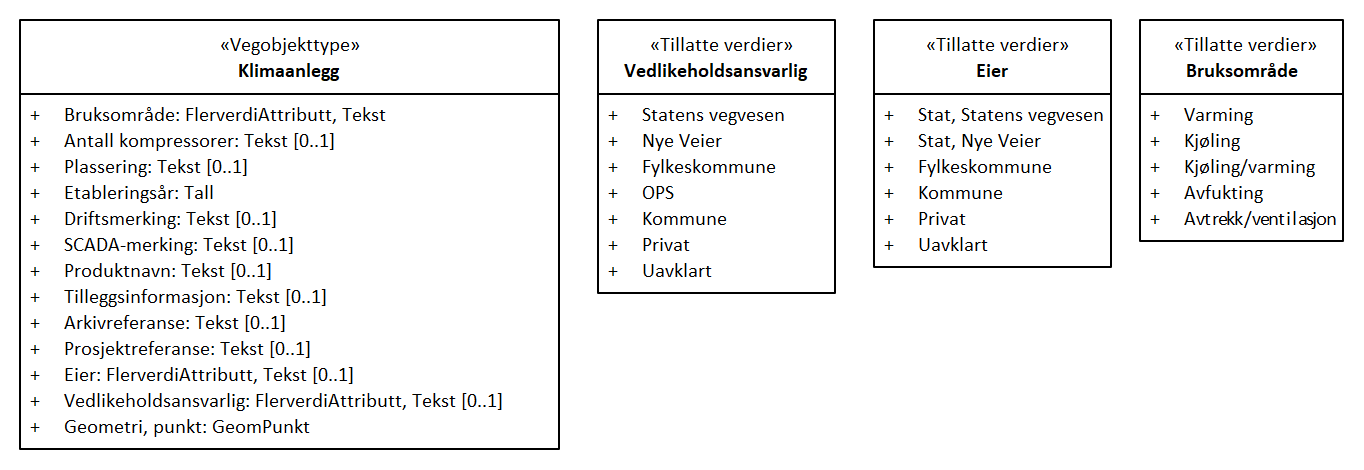 «Vegobjekttype»
Klimaanlegg
+ Bruksområde: FlerverdiAttributt, Tekst
+ Antall kompressorer: Tekst [0..1]
+ Plassering: Tekst [0..1]
+ Etableringsår: Tall
+ Driftsmerking: Tekst [0..1]
+ SCADA-merking: Tekst [0..1]
+ Produktnavn: Tekst [0..1]
+ Tilleggsinformasjon: Tekst [0..1]
+ Arkivreferanse: Tekst [0..1]
+ Prosjektreferanse: Tekst [0..1]
+ Eier: FlerverdiAttributt, Tekst [0..1]
+ Vedlikeholdsansvarlig: FlerverdiAttributt, Tekst [0..1]
+ Geometri, punkt: GeomPunkt
«Tillatte verdier»
Vedlikeholdsansvarlig
+ Statens vegvesen
+ Nye Veier
+ Fylkeskommune
+ OPS
+ Kommune
+ Privat
+ Uavklart
«Tillatte verdier»
Eier
+ Stat, Statens vegvesen
+ Stat, Nye Veier
+ Fylkeskommune
+ Kommune
+ Privat
+ Uavklart
«Tillatte verdier»
Bruksområde
+ Varming
+ Kjøling
+ Kjøling/varming
+ Avfukting
+ Avtrekk/ventilasjon